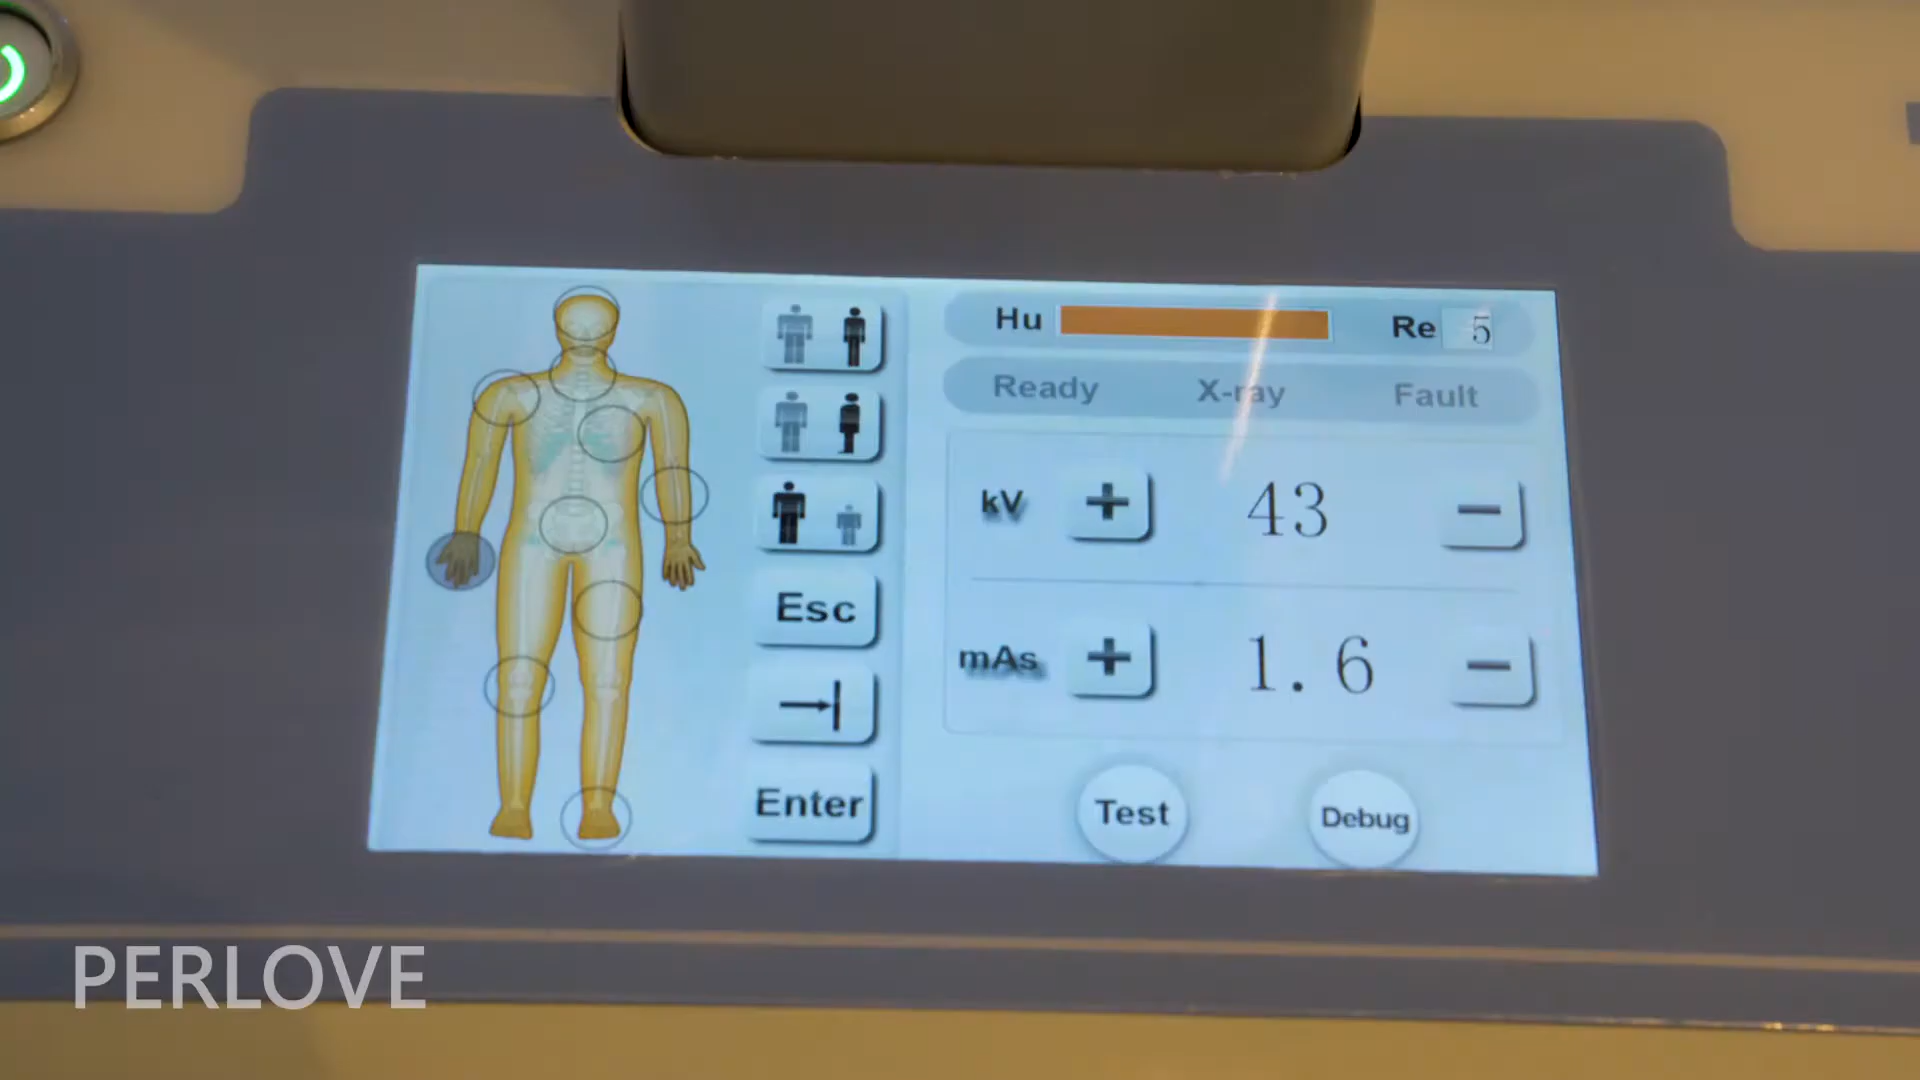 Hu Re 5
Ready X-ray Fault
kV + 43 −
mAs + 1.6 −
Esc
Enter
Test Debug
PERLOVE